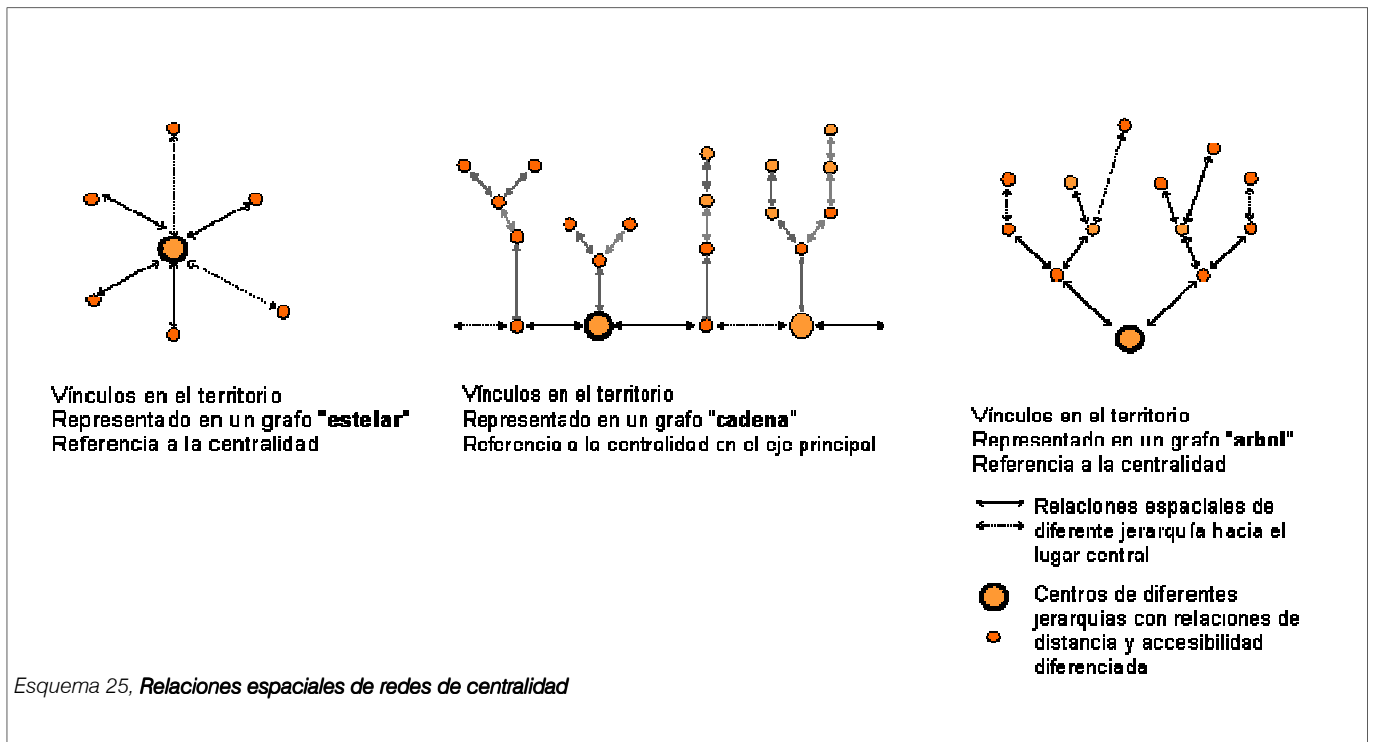 Vínculos en el territorio
Representado en un grafo "estelar"
Referencia a la centralidad
Vínculos en el territorio
Representado en un grafo "cadena"
Referencia a la centralidad en el eje principal
Vínculos en el territorio
Representado en un grafo "arbol"
Referencia a la centralidad
Relaciones espaciales de
diferente jerarquía hacia el
lugar central
Centros de diferentes
jerarquias con relaciones de
distancia y accesibilidad
diferenciada
Esquema 25, Relaciones espaciales de redes de centralidad